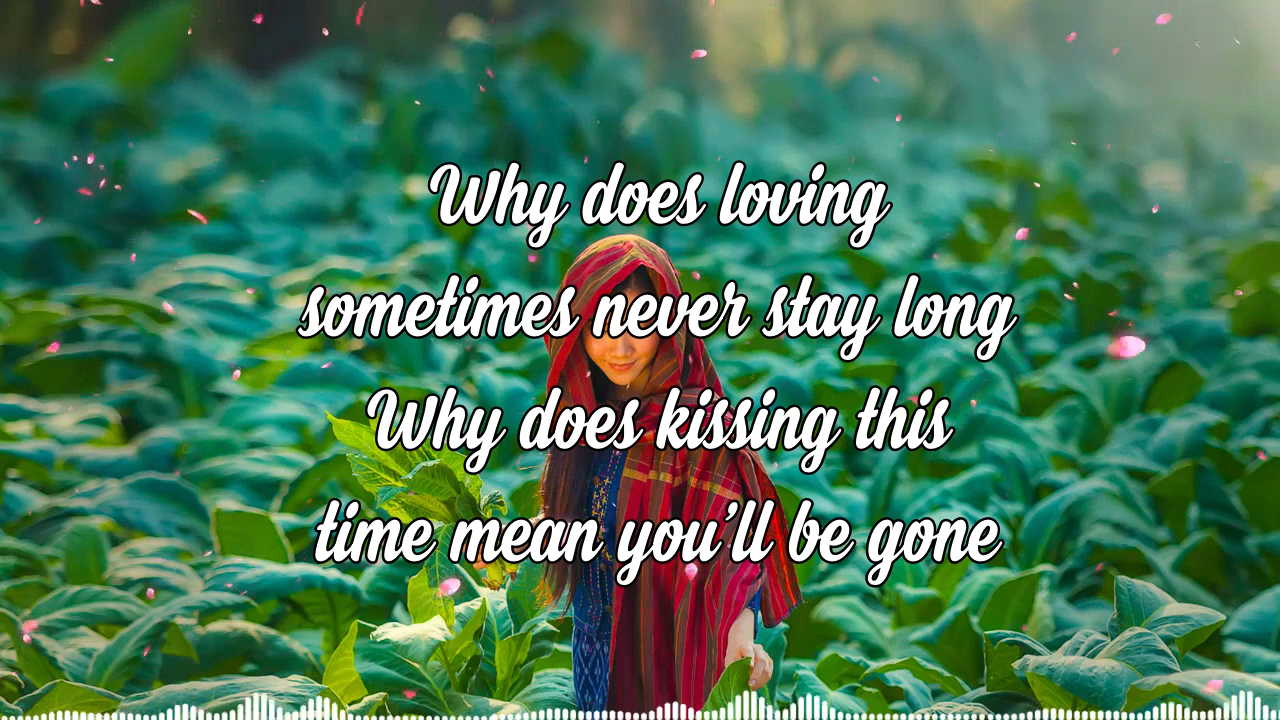 Why does loving
sometimes never stay long
Why does kissing this
time mean you'll be gone